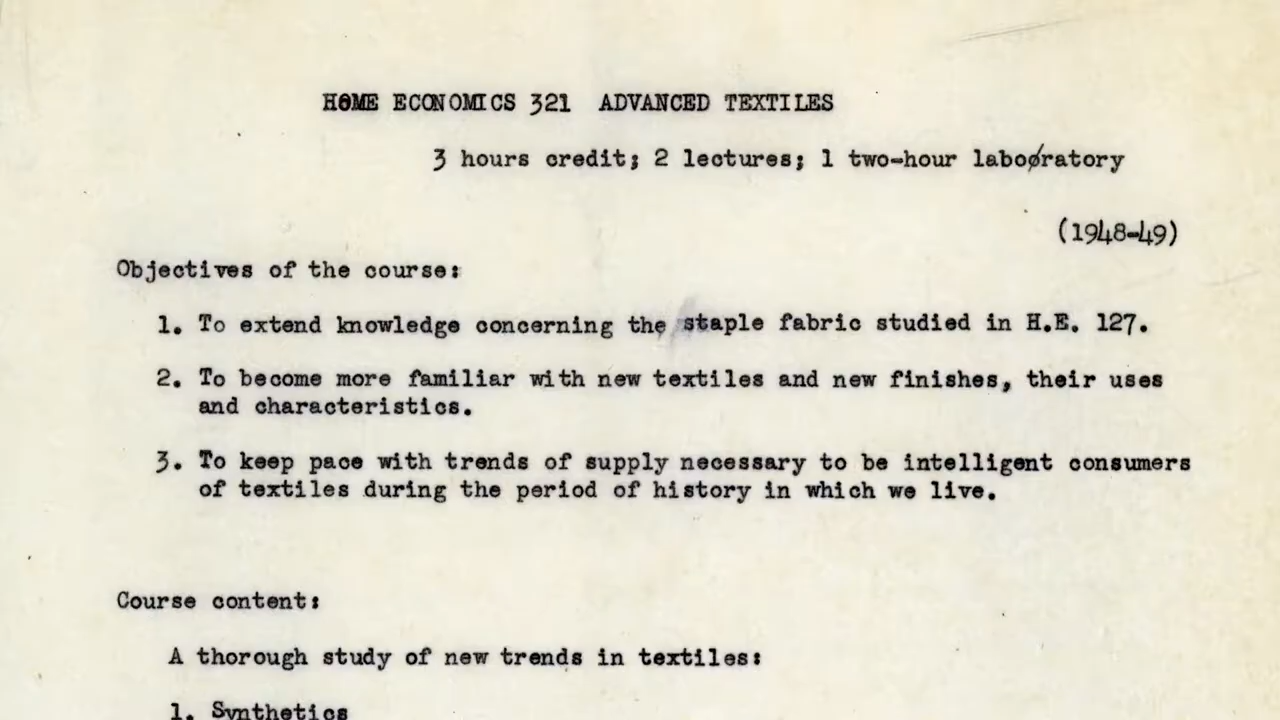 HOME ECONOMICS 321 ADVANCED TEXTILES
3 hours credit; 2 lectures; 1 two-hour laboøratory
(1948-49)
Objectives of the course:
1. To extend knowledge concerning the staple fabric studied in H.E. 127.
2. To become more familiar with new textiles and new finishes, their uses
and characteristics.
3. To keep pace with trends of supply necessary to be intelligent consumers
of textiles during the period of history in which we live.
Course content:
A thorough study of new trends in textiles:
1. Synthetics